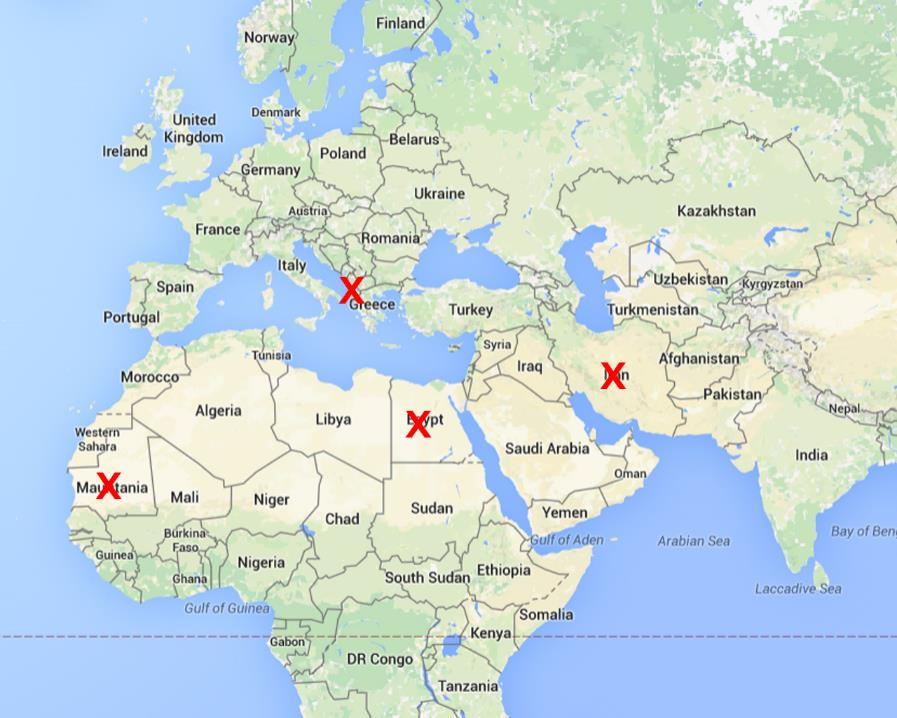 Finland
Norway
Denmark
United
Kingdom
Ireland
Belarus
Poland
Germany
Ukraine
Austria
Kazakhstan
France
Romania
Italy
Uzbekistan
Kyrgyzstan
Spain
X
Greece
Turkey
Turkmenistan
Portugal
Syria
Tunisia
Afghanistan
Iraq
X
Morocco
Pakistan
Algeria
Libya
X
Nepal
Western
Sahara
Saudi Arabia
India
Oman
X
Mali
Niger
Sudan
Yemen
Chad
Burkina
Faso
Gulf of Aden
Arabian Sea
Bay of Ben
Guinea
Nigeria
Ethiopia
Ghana
South Sudan
Laccadive Sea
Gulf of Guinea
Somalia
Kenya
Gabon
DR Congo
Tanzania